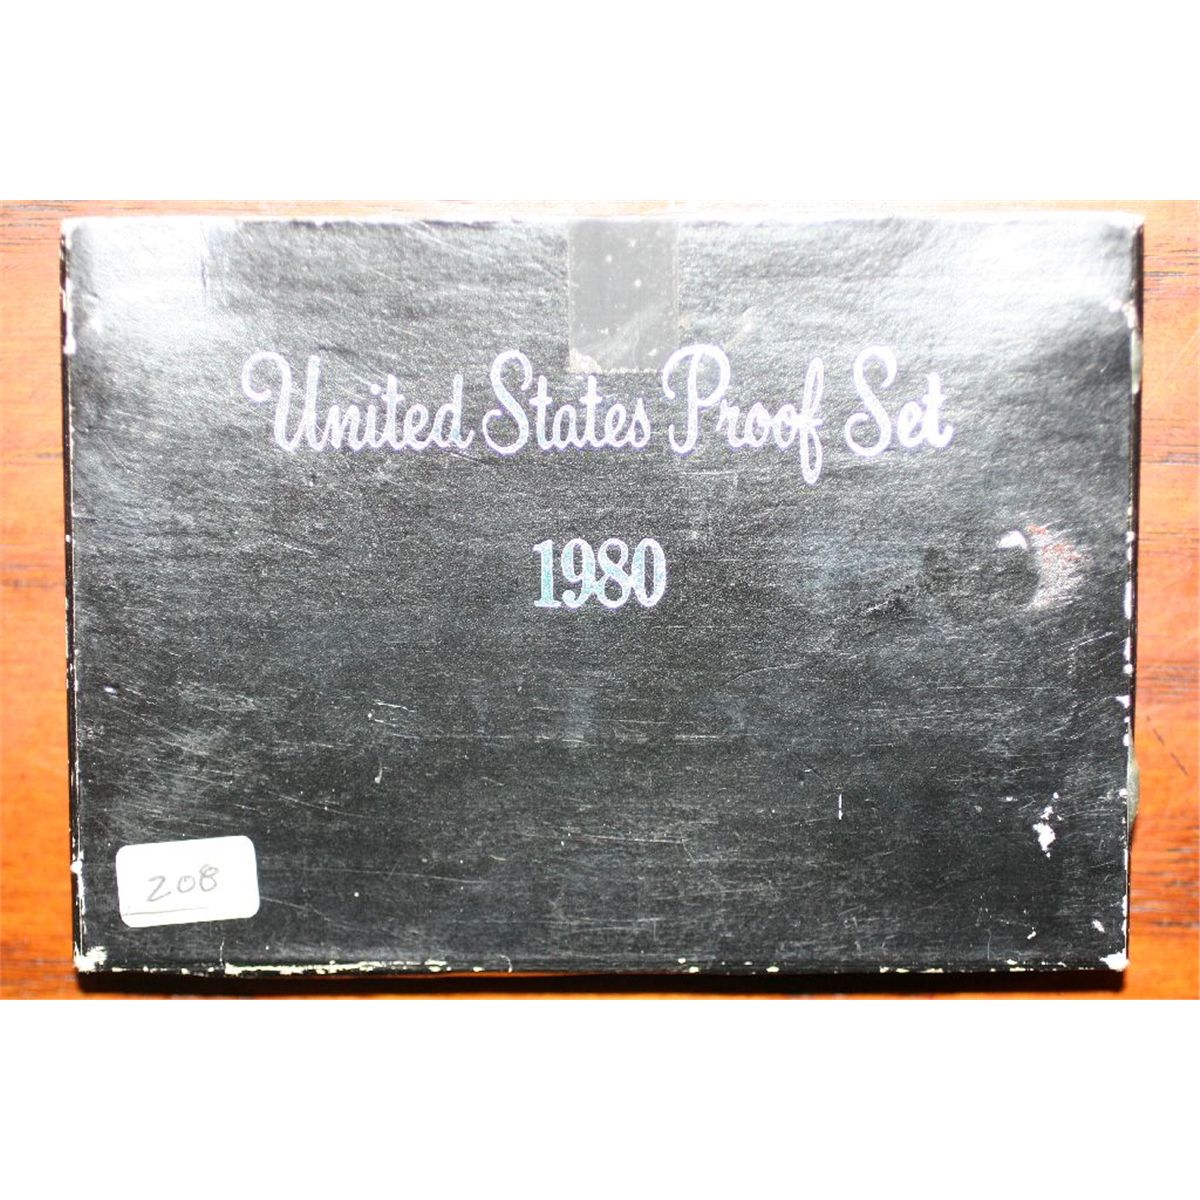 United States Proof Set
1980
208